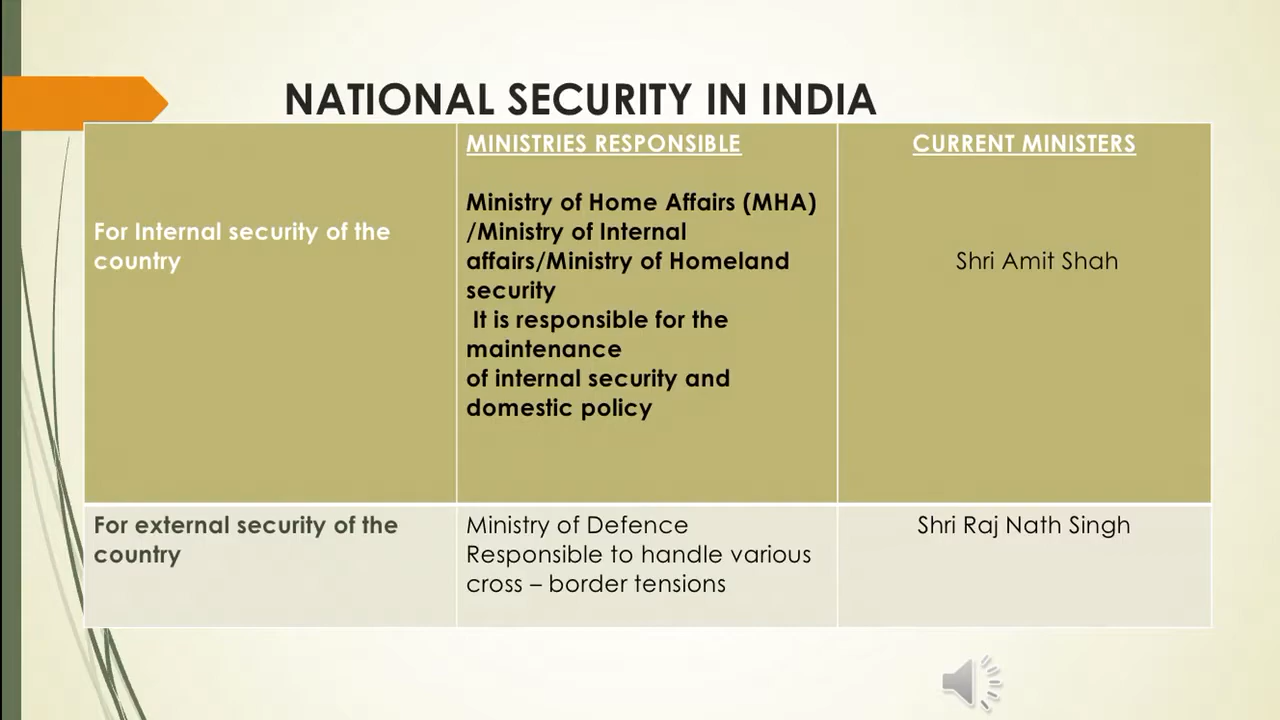 NATIONAL SECURITY IN INDIA
MINISTRIES RESPONSIBLE
CURRENT MINISTERS
For Internal security of the
country
Ministry of Home Affairs (MHA)
/Ministry of Internal
affairs/Ministry of Homeland
security
It is responsible for the
maintenance
of internal security and
domestic policy
Shri Amit Shah
For external security of the
country
Ministry of Defence
Responsible to handle various
cross – border tensions
Shri Raj Nath Singh